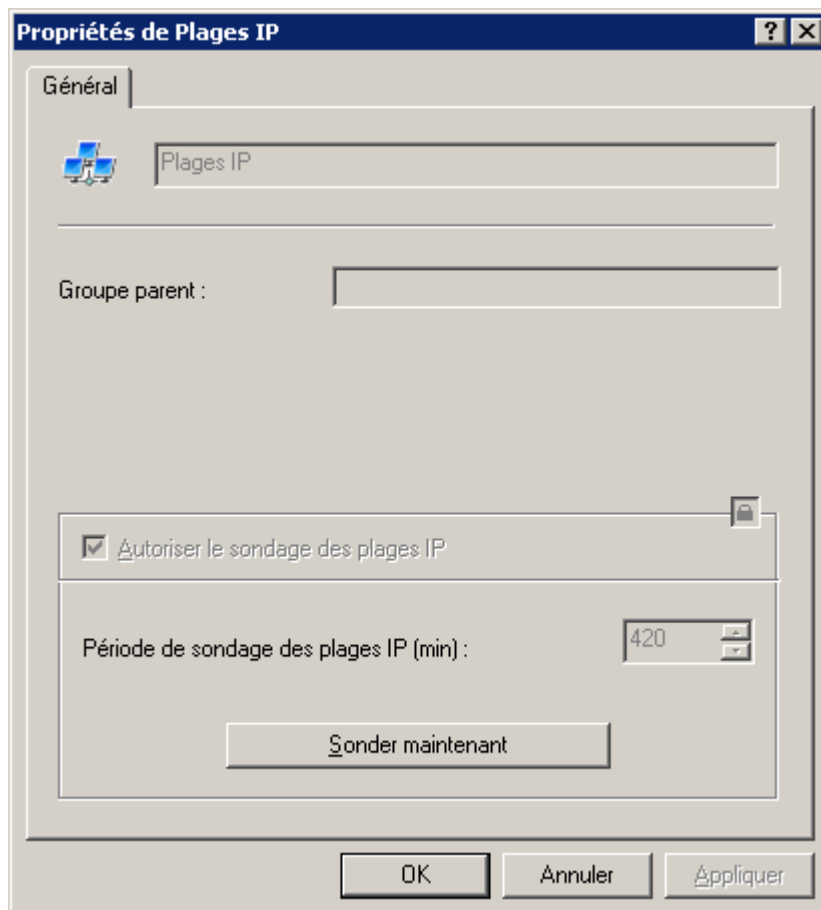 Propriétés de Plages IP
Général
Plages IP
Groupe parent :
Autoriser le sondage des plages IP
Période de sondage des plages IP (min) :
420
Sonder maintenant
OK
Annuler
Appliquer